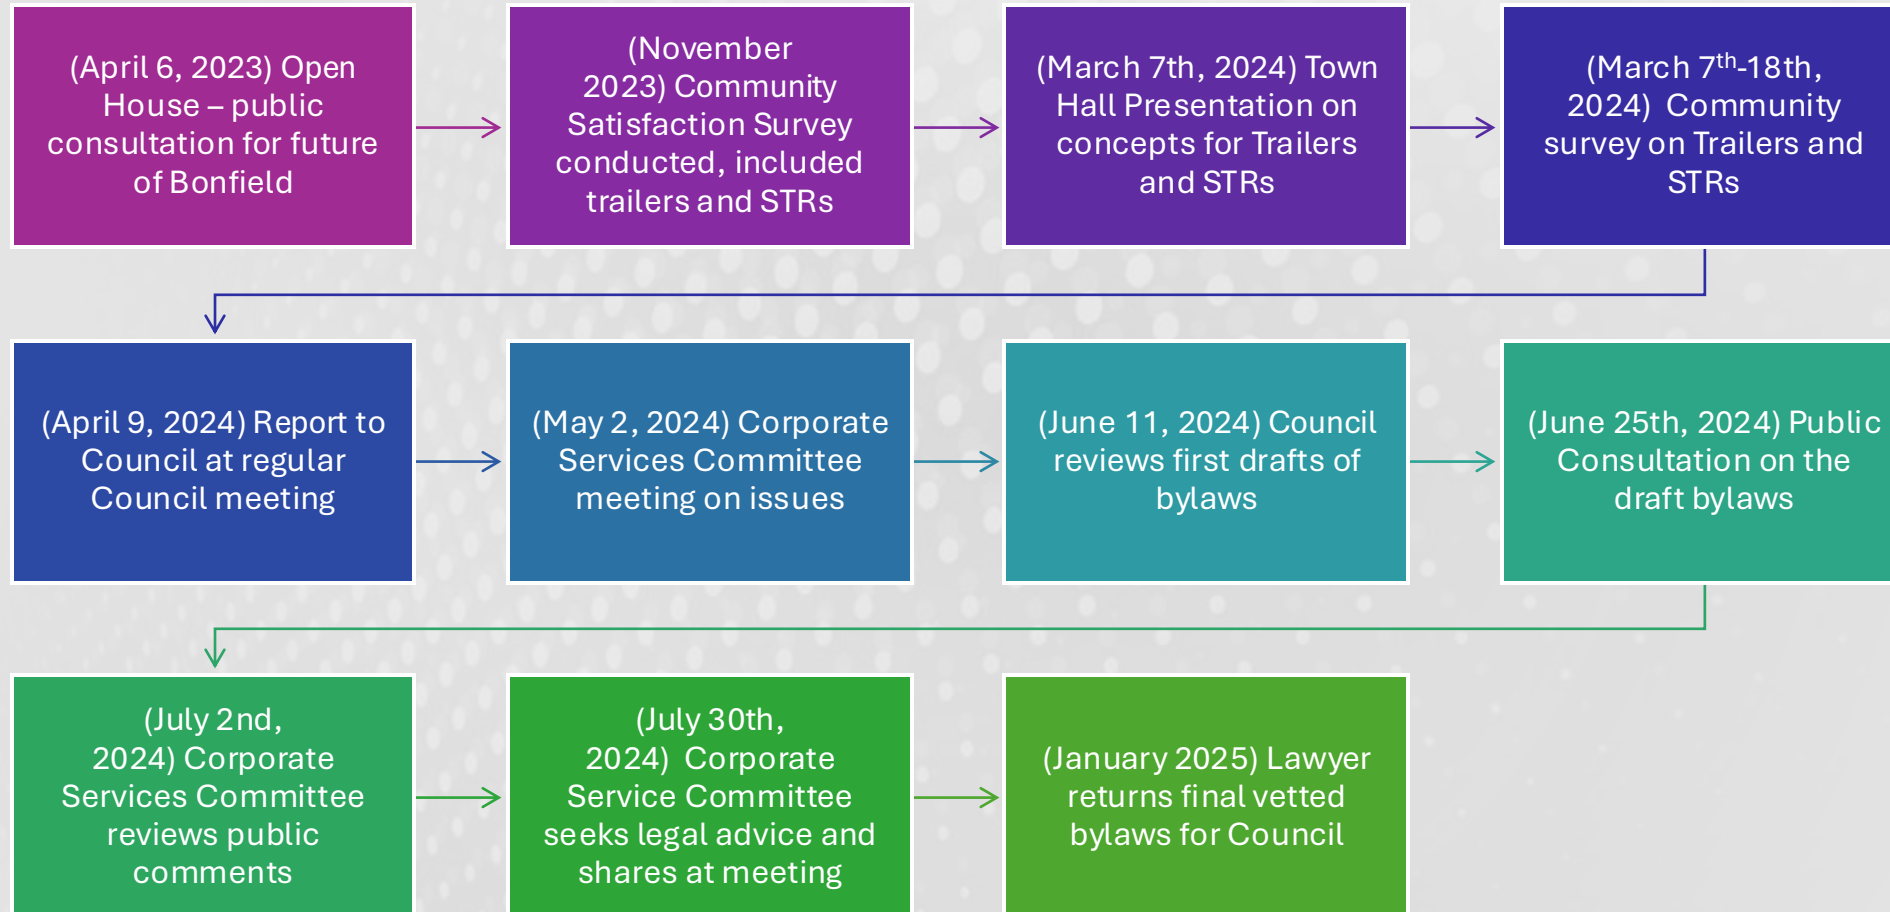 (April 6, 2023) Open
House – public
consultation for future
of Bonfield
(November
2023) Community
Satisfaction Survey
conducted, included
trailers and STRs
(March 7th, 2024) Town
Hall Presentation on
concepts for Trailers
and STRs
(March 7th-18th,
2024)  Community
survey on Trailers and
STRs
(April 9, 2024) Report to
Council at regular
Council meeting
(May 2, 2024) Corporate
Services Committee
meeting on issues
(June 11, 2024) Council
reviews first drafts of
bylaws
(June 25th, 2024) Public
Consultation on the
draft bylaws
(July 2nd,
2024) Corporate
Services Committee
reviews public
comments
(July 30th,
2024)  Corporate
Service Committee
seeks legal advice and
shares at meeting
(January 2025) Lawyer
returns final vetted
bylaws for Council